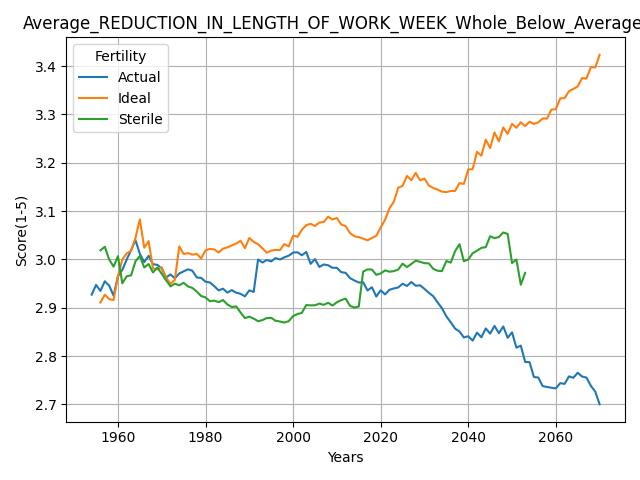 Average_REDUCTION_IN_LENGTH_OF_WORK_WEEK_Whole_Below_Average
Fertility
Actual
Ideal
Sterile
Score(1-5)
3.4
3.3
3.2
3.1
3.0
2.9
2.8
2.7
1960 1980 2000 2020 2040 2060
Years